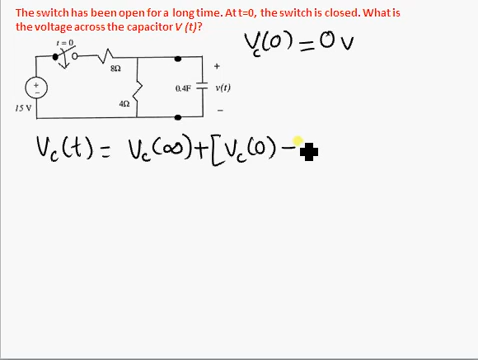 The switch has been open for a long time. At t=0, the switch is closed. What is
the voltage across the capacitor V (t)?
t = 0
V_c(0) = 0 v
8Ω
+
0.4F
v(t)
15 V
4Ω
−
V_c(t) = V_c(∞) + [V_c(0) −